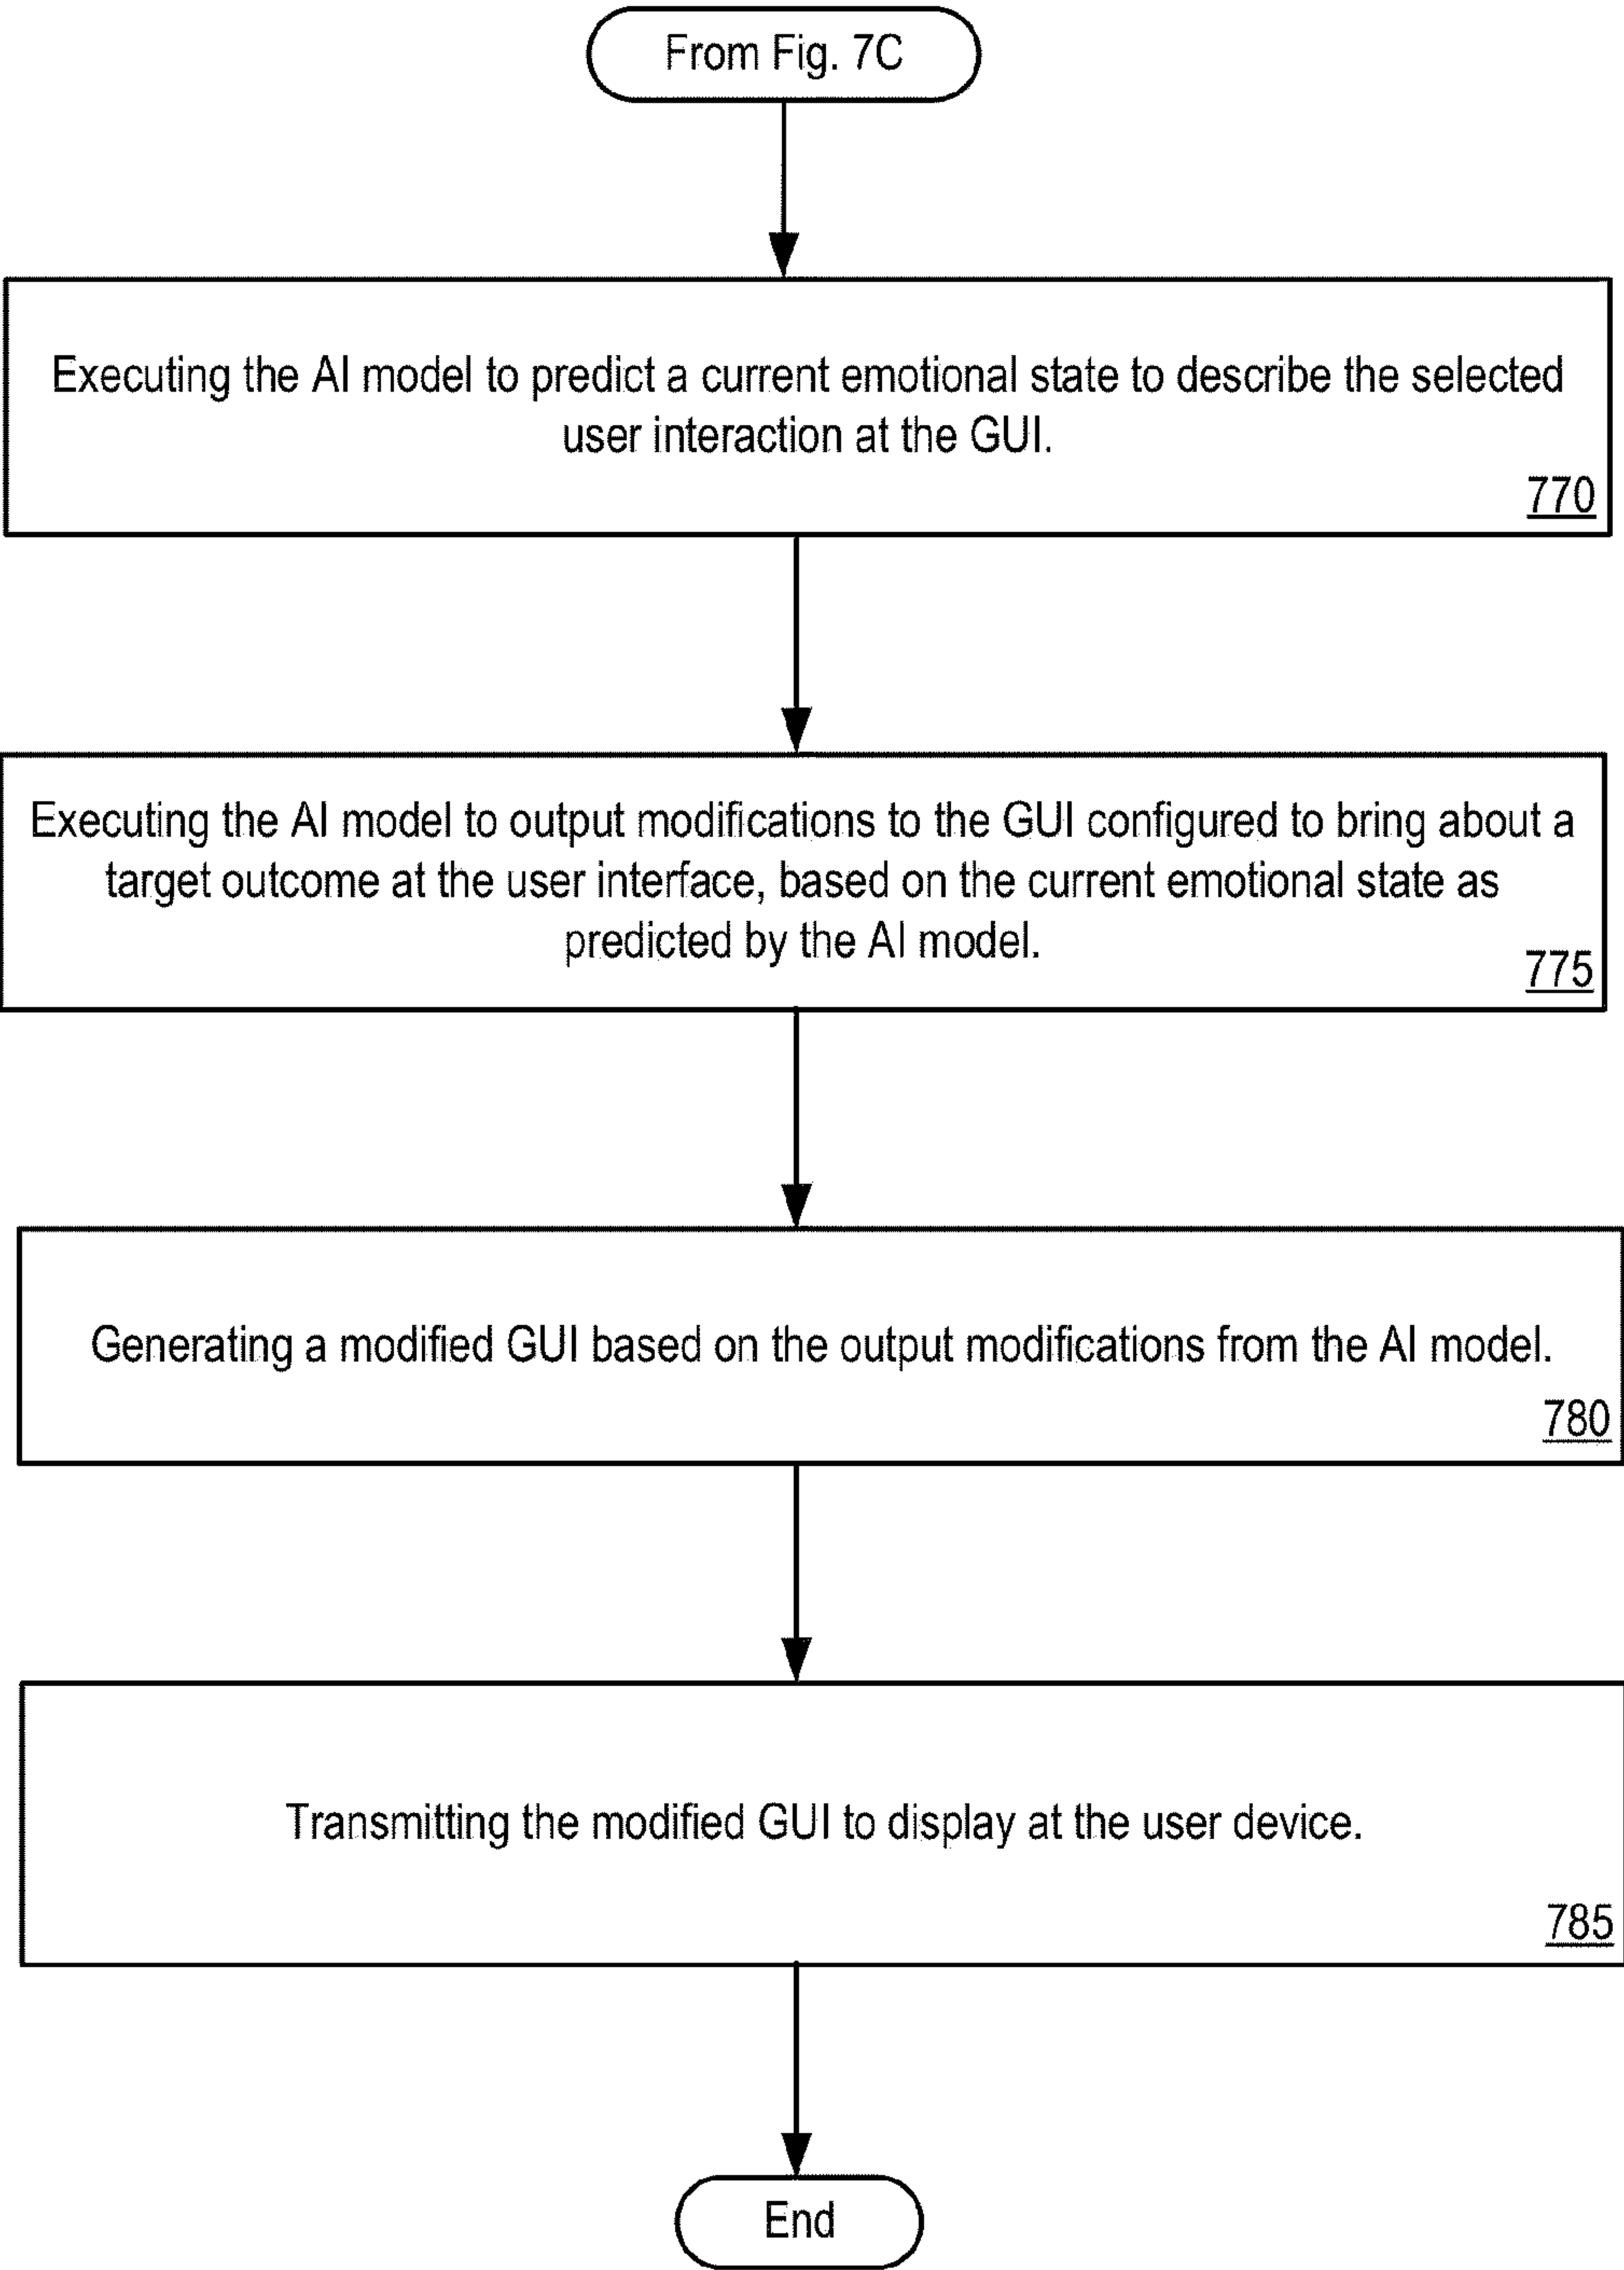 From Fig. 7C
Executing the AI model to predict a current emotional state to describe the selected
user interaction at the GUI.
770
Executing the AI model to output modifications to the GUI configured to bring about a
target outcome at the user interface, based on the current emotional state as
predicted by the AI model.
775
Generating a modified GUI based on the output modifications from the AI model.
780
Transmitting the modified GUI to display at the user device.
785
End